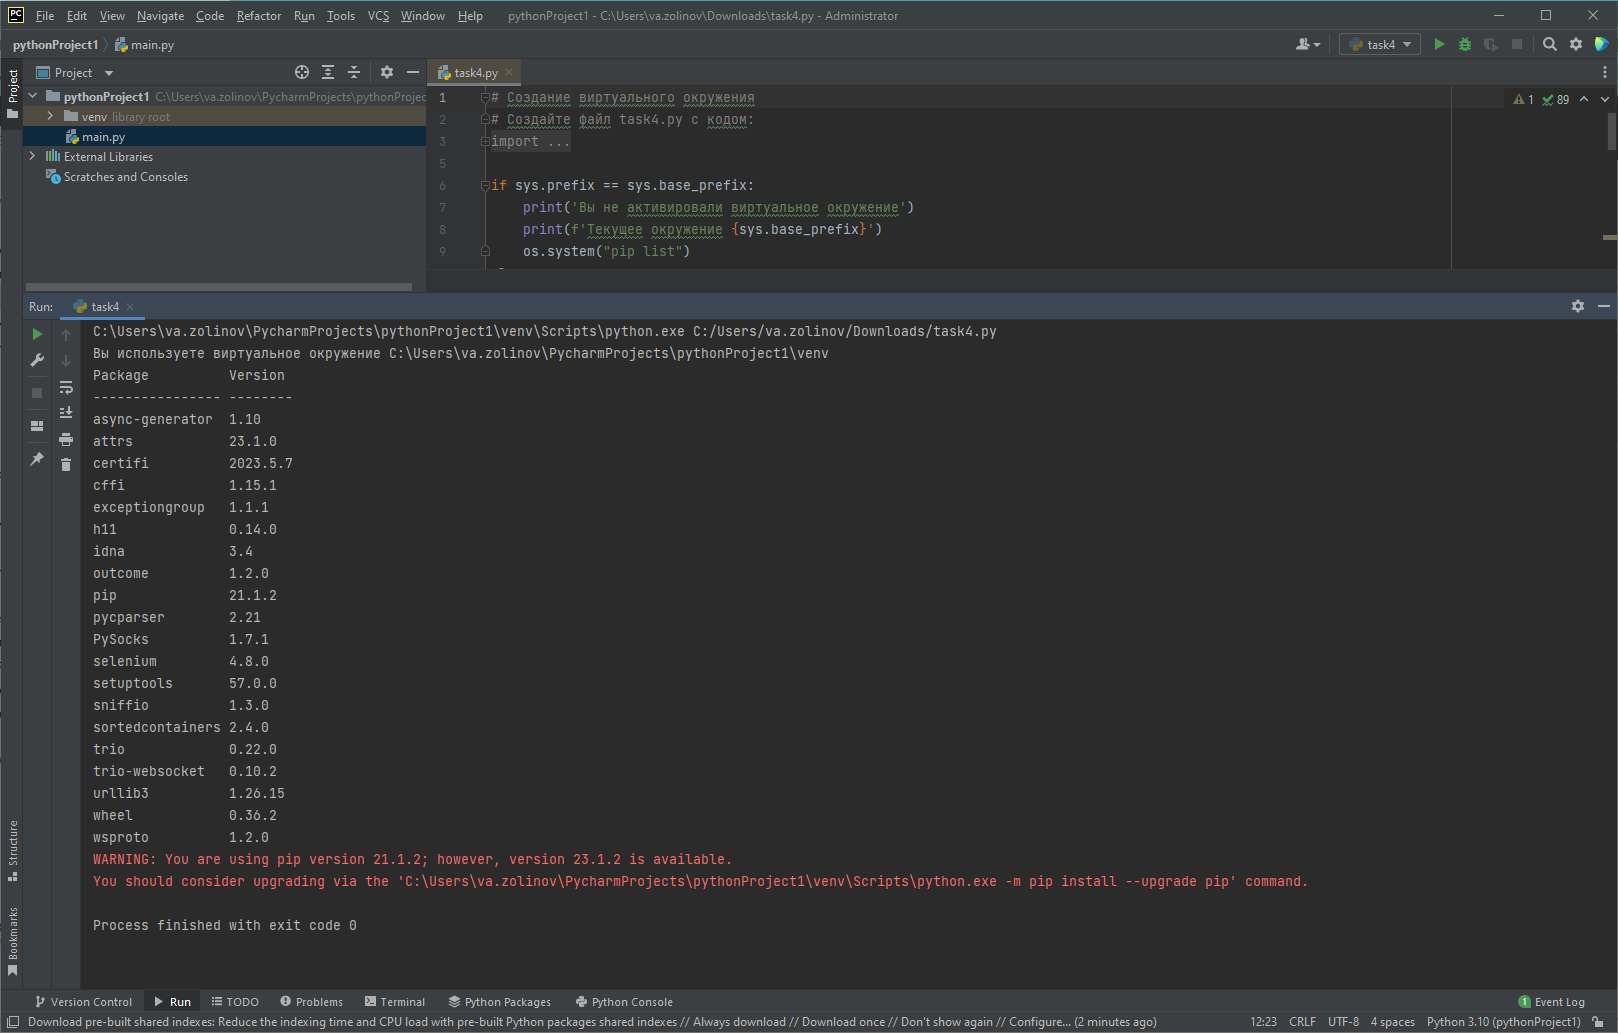 PC File Edit View Navigate Code Refactor Run Tools VCS Window Help pythonProject1 - C:\Users\va.zolinov\Downloads\task4.py - Administrator
pythonProject1 main.py task4
Project
Project task4.py
pythonProject1 C:\Users\va.zolinov\PycharmProjects\pythonProjec
venv library root
main.py
External Libraries
Scratches and Consoles
1 # Создание виртуального окружения
2 # Создайте файл task4.py с кодом:
3 import ...
5
6 if sys.prefix == sys.base_prefix:
7 print('Вы не активировали виртуальное окружение')
8 print(f'Текущее окружение {sys.base_prefix}')
9 os.system("pip list")
1 89
Run: task4
C:\Users\va.zolinov\PycharmProjects\pythonProject1\venv\Scripts\python.exe C:/Users/va.zolinov/Downloads/task4.py
Вы используете виртуальное окружение C:\Users\va.zolinov\PycharmProjects\pythonProject1\venv
Package Version
---------------- --------
async-generator 1.10
attrs 23.1.0
certifi 2023.5.7
cffi 1.15.1
exceptiongroup 1.1.1
h11 0.14.0
idna 3.4
outcome 1.2.0
pip 21.1.2
pycparser 2.21
PySocks 1.7.1
selenium 4.8.0
setuptools 57.0.0
sniffio 1.3.0
sortedcontainers 2.4.0
trio 0.22.0
trio-websocket 0.10.2
urllib3 1.26.15
wheel 0.36.2
wsproto 1.2.0
WARNING: You are using pip version 21.1.2; however, version 23.1.2 is available.
You should consider upgrading via the 'C:\Users\va.zolinov\PycharmProjects\pythonProject1\venv\Scripts\python.exe -m pip install --upgrade pip' command.
Process finished with exit code 0
Structure
Bookmarks
Version Control Run TODO Problems Terminal Python Packages Python Console 1 Event Log
Download pre-built shared indexes: Reduce the indexing time and CPU load with pre-built Python packages shared indexes // Always download // Download once // Don't show again // Configure... (2 minutes ago) 12:23 CRLF UTF-8 4 spaces Python 3.10 (pythonProject1)